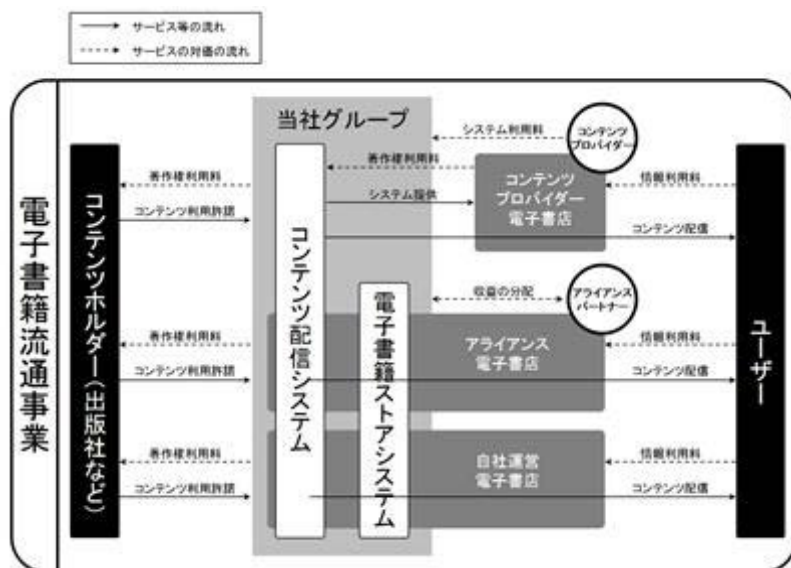 サービス等の流れ
サービスの対価の流れ
電子書籍流通事業
コンテンツホルダー(出版社など)
当社グループ
コンテンツ配信システム
電子書籍ストアシステム
システム利用料
コンテンツ
プロバイダー
著作権利用料
著作権利用料
コンテンツ
プロバイダー
電子書店
情報利用料
システム提供
コンテンツ利用許諾
コンテンツ配信
収益の分配
アライアンス
パートナー
著作権利用料
アライアンス
電子書店
情報利用料
コンテンツ利用許諾
コンテンツ配信
著作権利用料
自社運営
電子書店
情報利用料
コンテンツ利用許諾
コンテンツ配信
ユーザー